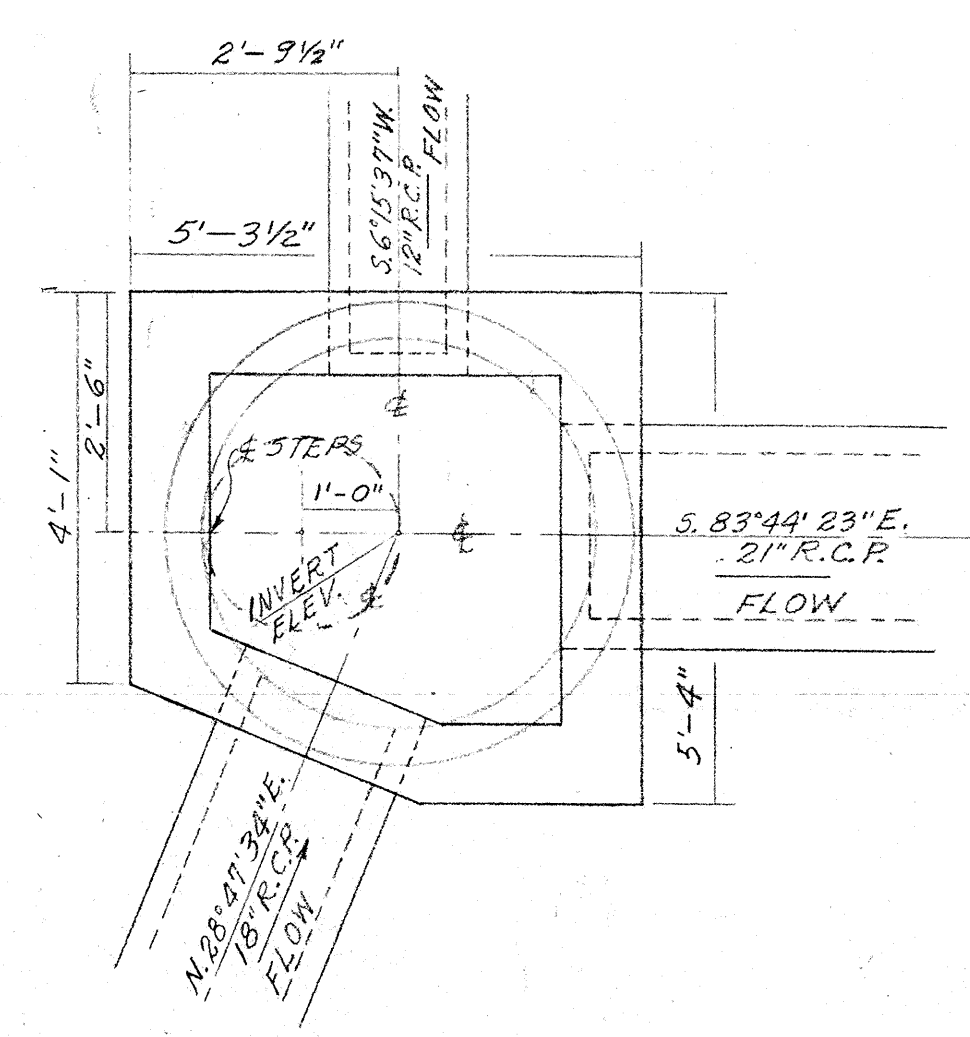 2'-9½"
S.6°15'37"W.
12" R.C.P.
FLOW
5'-3½"
2'-6"
4'-1"
℄
℄ STEPS
1'-0"
℄
S. 83°44'23"E.
21" R.C.P.
FLOW
INVERT
ELEV.
℄
5'-4"
N.28°47'34"E.
18" R.C.P.
FLOW